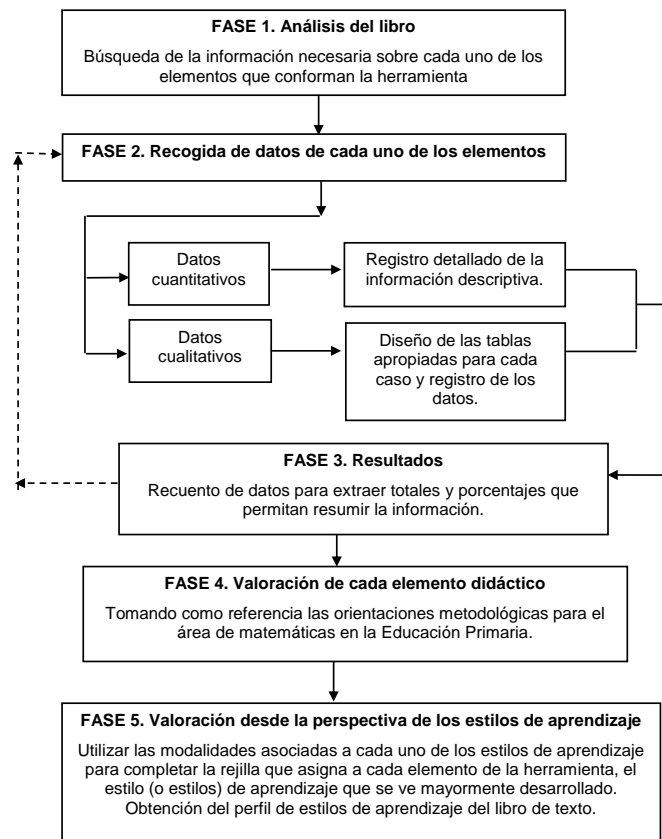 FASE 1. Análisis del libro
Búsqueda de la información necesaria sobre cada uno de los
elementos que conforman la herramienta
FASE 2. Recogida de datos de cada uno de los elementos
Datos
cuantitativos
Registro detallado de la
información descriptiva.
Datos
cualitativos
Diseño de las tablas
apropiadas para cada
caso y registro de los
datos.
FASE 3. Resultados
Recuento de datos para extraer totales y porcentajes que
permitan resumir la información.
FASE 4. Valoración de cada elemento didáctico
Tomando como referencia las orientaciones metodológicas para el
área de matemáticas en la Educación Primaria.
FASE 5. Valoración desde la perspectiva de los estilos de aprendizaje
Utilizar las modalidades asociadas a cada uno de los estilos de aprendizaje
para completar la rejilla que asigna a cada elemento de la herramienta, el
estilo (o estilos) de aprendizaje que se ve mayormente desarrollado.
Obtención del perfil de estilos de aprendizaje del libro de texto.